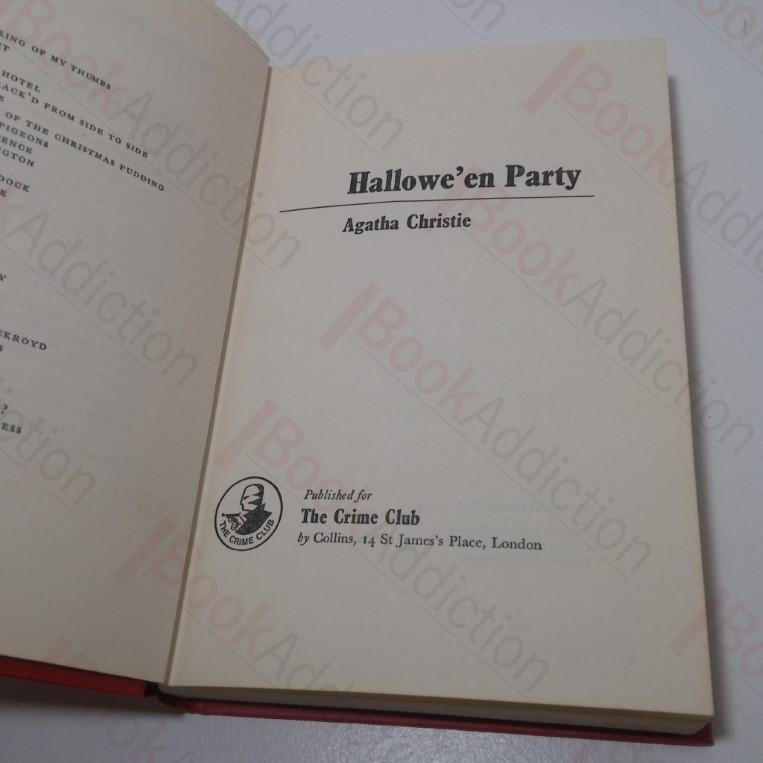 KING OF MY THUMBS
HOTEL
ACK'D FROM SIDE TO SIDE
OF THE CHRISTMAS PUDDING
PIGEONS
ENCE
NGTON
DOCK
CKROYD
?
ESS
Hallowe'en Party
Agatha Christie
Published for
The Crime Club
by Collins, 14 St James's Place, London
THE CRIME CLUB
BookAddiction